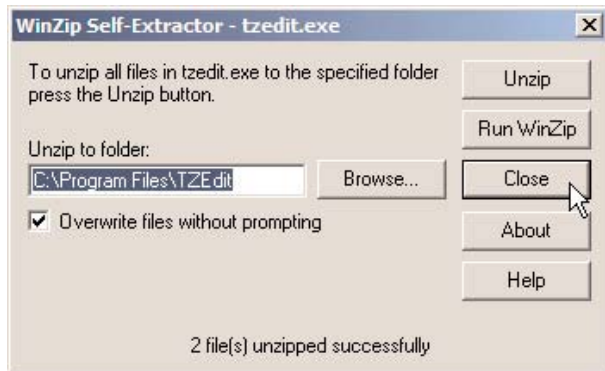 WinZip Self-Extractor - tzedit.exe
To unzip all files in tzedit.exe to the specified folder
press the Unzip button.
Unzip to folder:
C:\Program Files\TZEdit
Browse...
Overwrite files without prompting
Unzip
Run WinZip
Close
About
Help
2 file(s) unzipped successfully